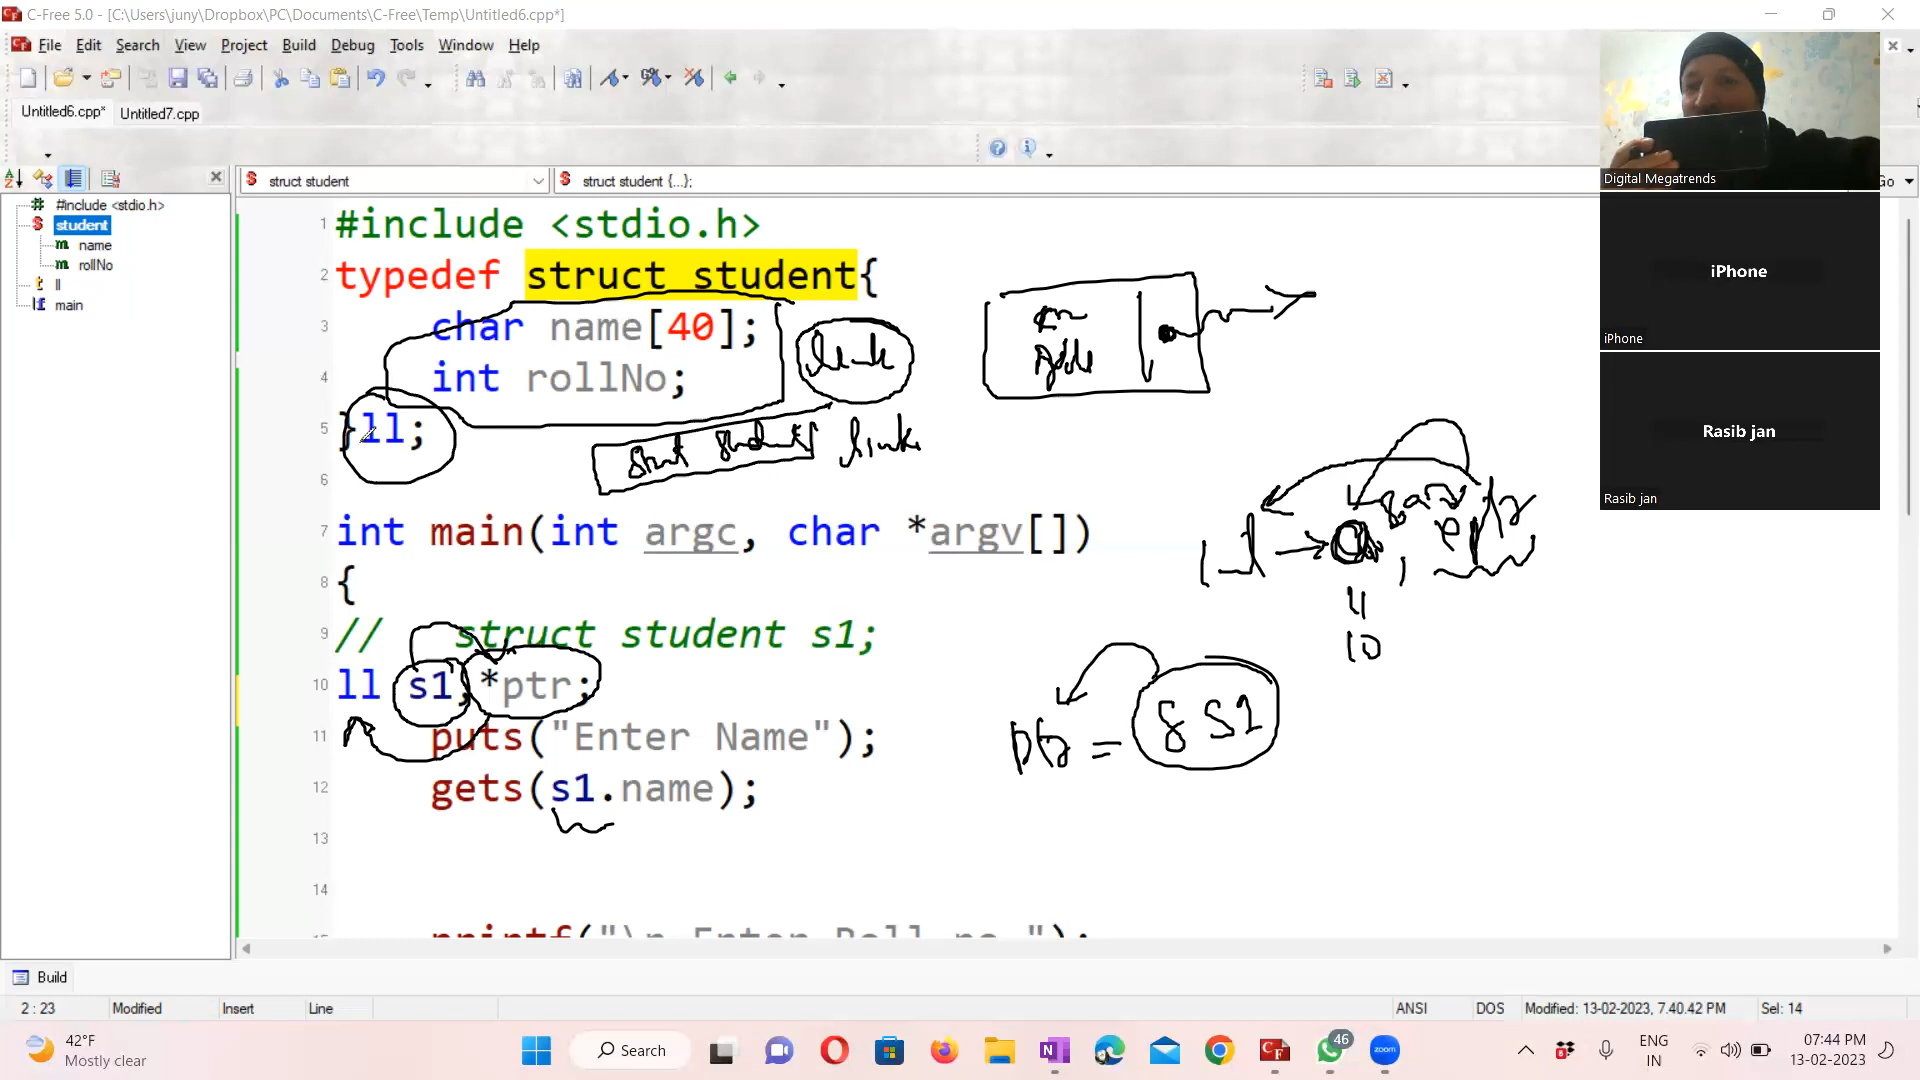 C-Free 5.0 - [C:\Users\juny\Dropbox\PC\Documents\C-Free\Temp\Untitled6.cpp*]
File Edit Search View Project Build Debug Tools Window Help
Untitled6.cpp* Untitled7.cpp
struct student
struct student {...};
Go
#include <stdio.h>
student
name
rollNo
ll
main
1 #include <stdio.h>
2 typedef struct student{
3 char name[40];
4 int rollNo;
5 }ll;
6
7 int main(int argc, char *argv[])
8 {
9 // struct student s1;
10 ll s1,*ptr;
11 puts("Enter Name");
12 gets(s1.name);
13
14
printf("\n Enter Roll no ");
link
10
ptr = & S1
Digital Megatrends
iPhone
iPhone
Rasib jan
Rasib jan
Build
2 : 23 Modified Insert Line ANSI DOS Modified: 13-02-2023, 7.40.42 PM Sel: 14
42°F
Mostly clear
Search
46
zoom
ENG
IN
07:44 PM
13-02-2023